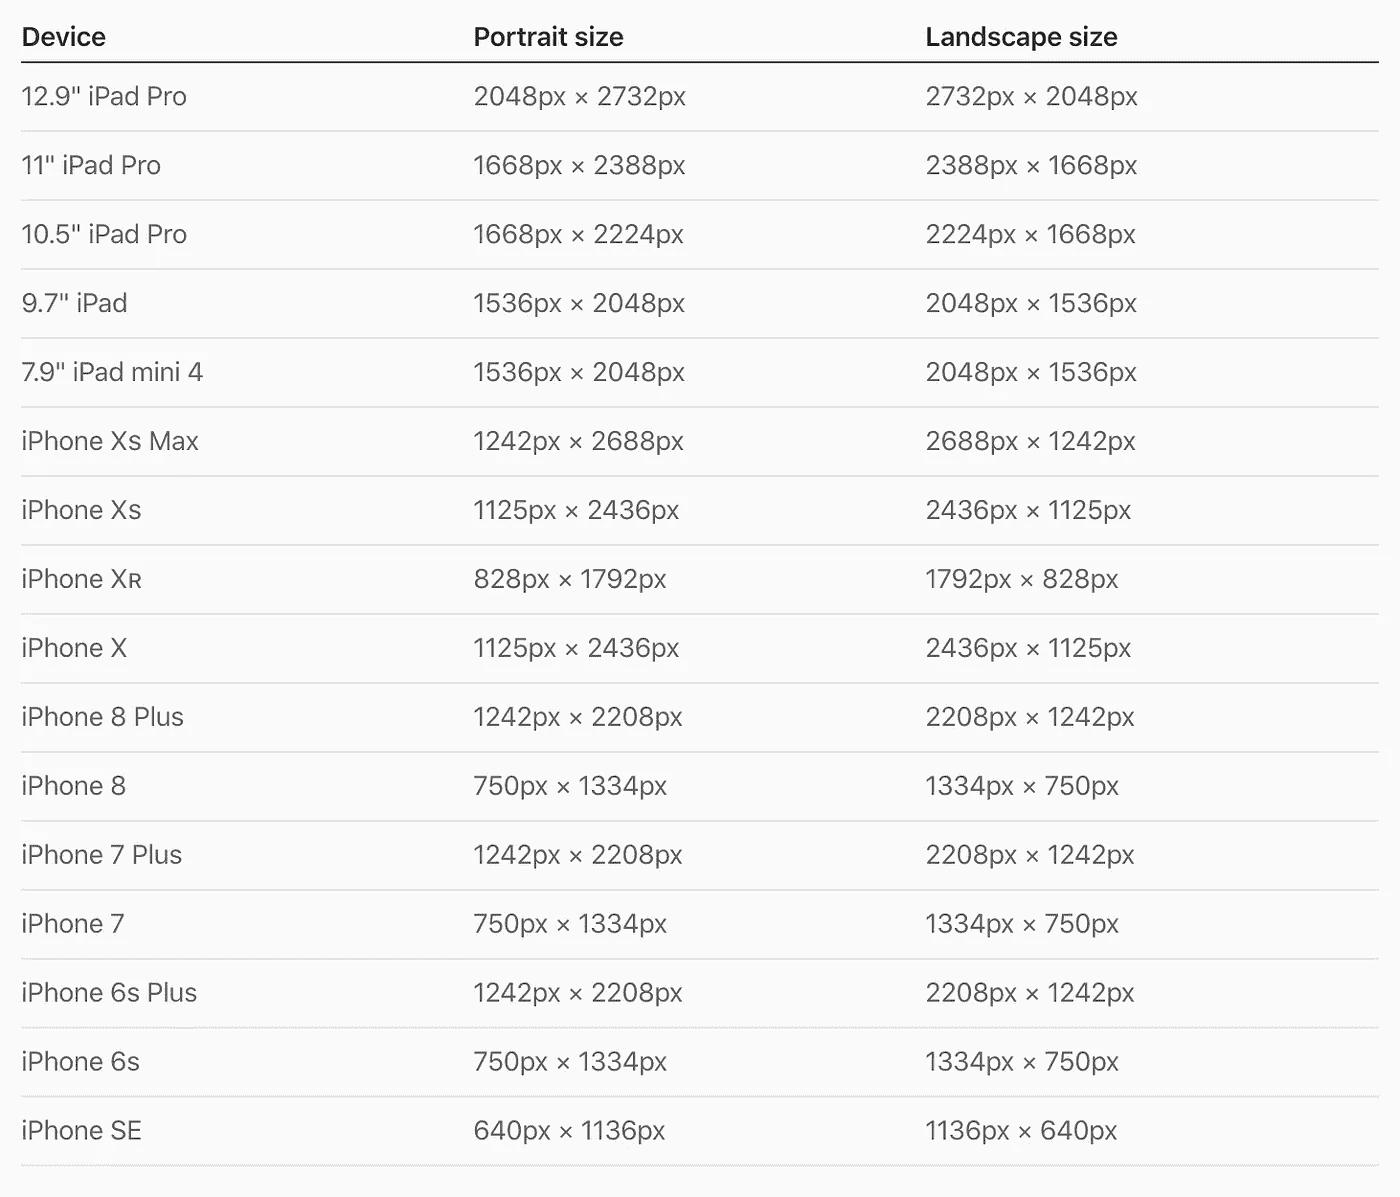 Device Portrait size Landscape size
12.9" iPad Pro 2048px × 2732px 2732px × 2048px
11" iPad Pro 1668px × 2388px 2388px × 1668px
10.5" iPad Pro 1668px × 2224px 2224px × 1668px
9.7" iPad 1536px × 2048px 2048px × 1536px
7.9" iPad mini 4 1536px × 2048px 2048px × 1536px
iPhone Xs Max 1242px × 2688px 2688px × 1242px
iPhone Xs 1125px × 2436px 2436px × 1125px
iPhone Xʀ 828px × 1792px 1792px × 828px
iPhone X 1125px × 2436px 2436px × 1125px
iPhone 8 Plus 1242px × 2208px 2208px × 1242px
iPhone 8 750px × 1334px 1334px × 750px
iPhone 7 Plus 1242px × 2208px 2208px × 1242px
iPhone 7 750px × 1334px 1334px × 750px
iPhone 6s Plus 1242px × 2208px 2208px × 1242px
iPhone 6s 750px × 1334px 1334px × 750px
iPhone SE 640px × 1136px 1136px × 640px